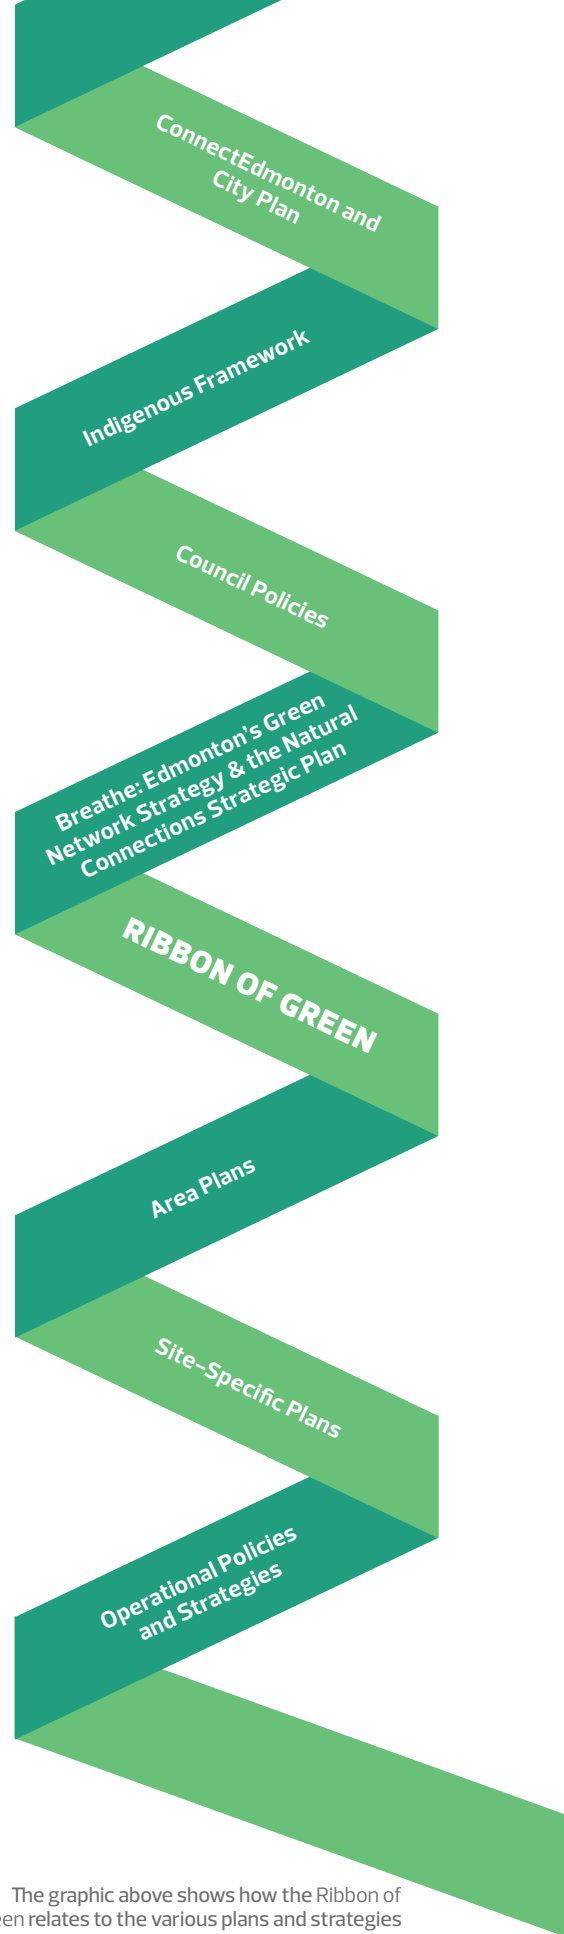 ConnectEdmonton and
City Plan
Indigenous Framework
Council Policies
Breathe: Edmonton's Green
Network Strategy & the Natural
Connections Strategic Plan
RIBBON OF GREEN
Area Plans
Site-Specific Plans
Operational Policies
and Strategies
The graphic above shows how the Ribbon of
een relates to the various plans and strategies